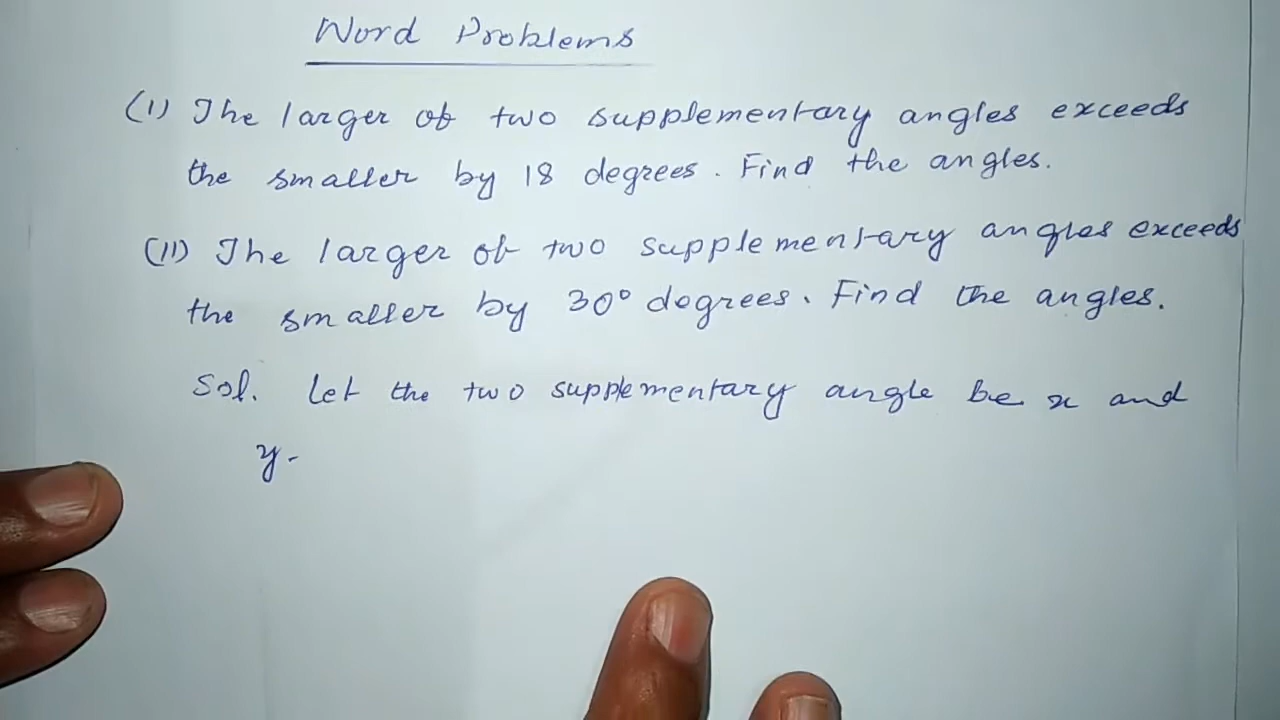 Word Problems
(I) The larger of two supplementary angles exceeds
the smaller by 18 degrees. Find the angles.
(II) The larger of two supplementary angles exceeds
the smaller by 30° degrees. Find the angles.
Sol. Let the two supplementary angle be x and
y.